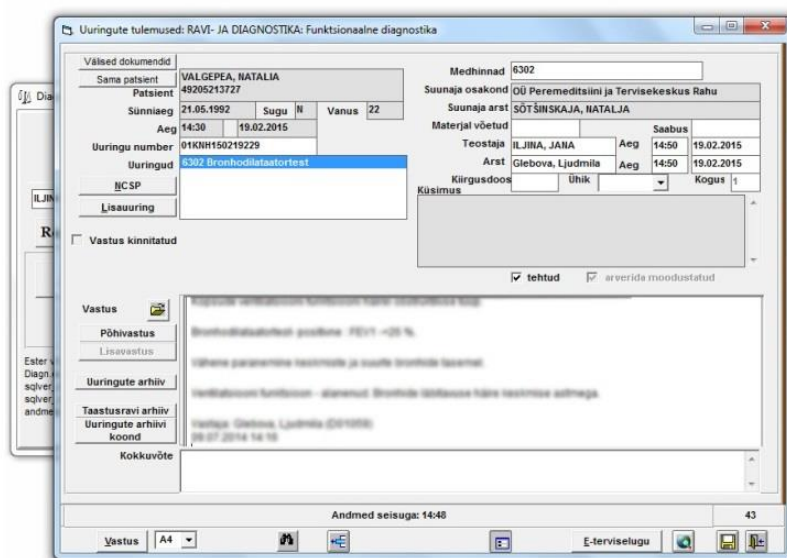 Uuringute tulemused: RAVI- JA DIAGNOSTIKA: Funktsionaalne diagnostika
Välised dokumendid
Sama patsient
Patsient VALGEPEA, NATALIA
49205213727
Sünniaeg 21.05.1992 Sugu N Vanus 22
Aeg 14:30 19.02.2015
Uuringu number 01KNH150219229
Uuringud 6302 Bronhodilataatortest
NCSP
Lisauuring
Vastus kinnitatud
Medhinnad 6302
Suunaja osakond OÜ Peremeditsiini ja Tervisekeskus Rahu
Suunaja arst SÕTŠINSKAJA, NATALJA
Materjal võetud Saabus
Teostaja ILJINA, JANA Aeg 14:50 19.02.2015
Arst Glebova, Ljudmila Aeg 14:50 19.02.2015
Kiirgusdoos Ühik Kogus 1
Küsimus
tehtud arverida moodustatud
Vastus
Põhivastus
Lisavastus
Uuringute arhiiv
Taastusravi arhiiv
Uuringute arhiivi
koond
Kokkuvõte
Andmed seisuga: 14:48 43
Vastus A4 E-terviselugu
Dia
ILJIN
Ester v
Diagn.
sqlver
sqlver
andme